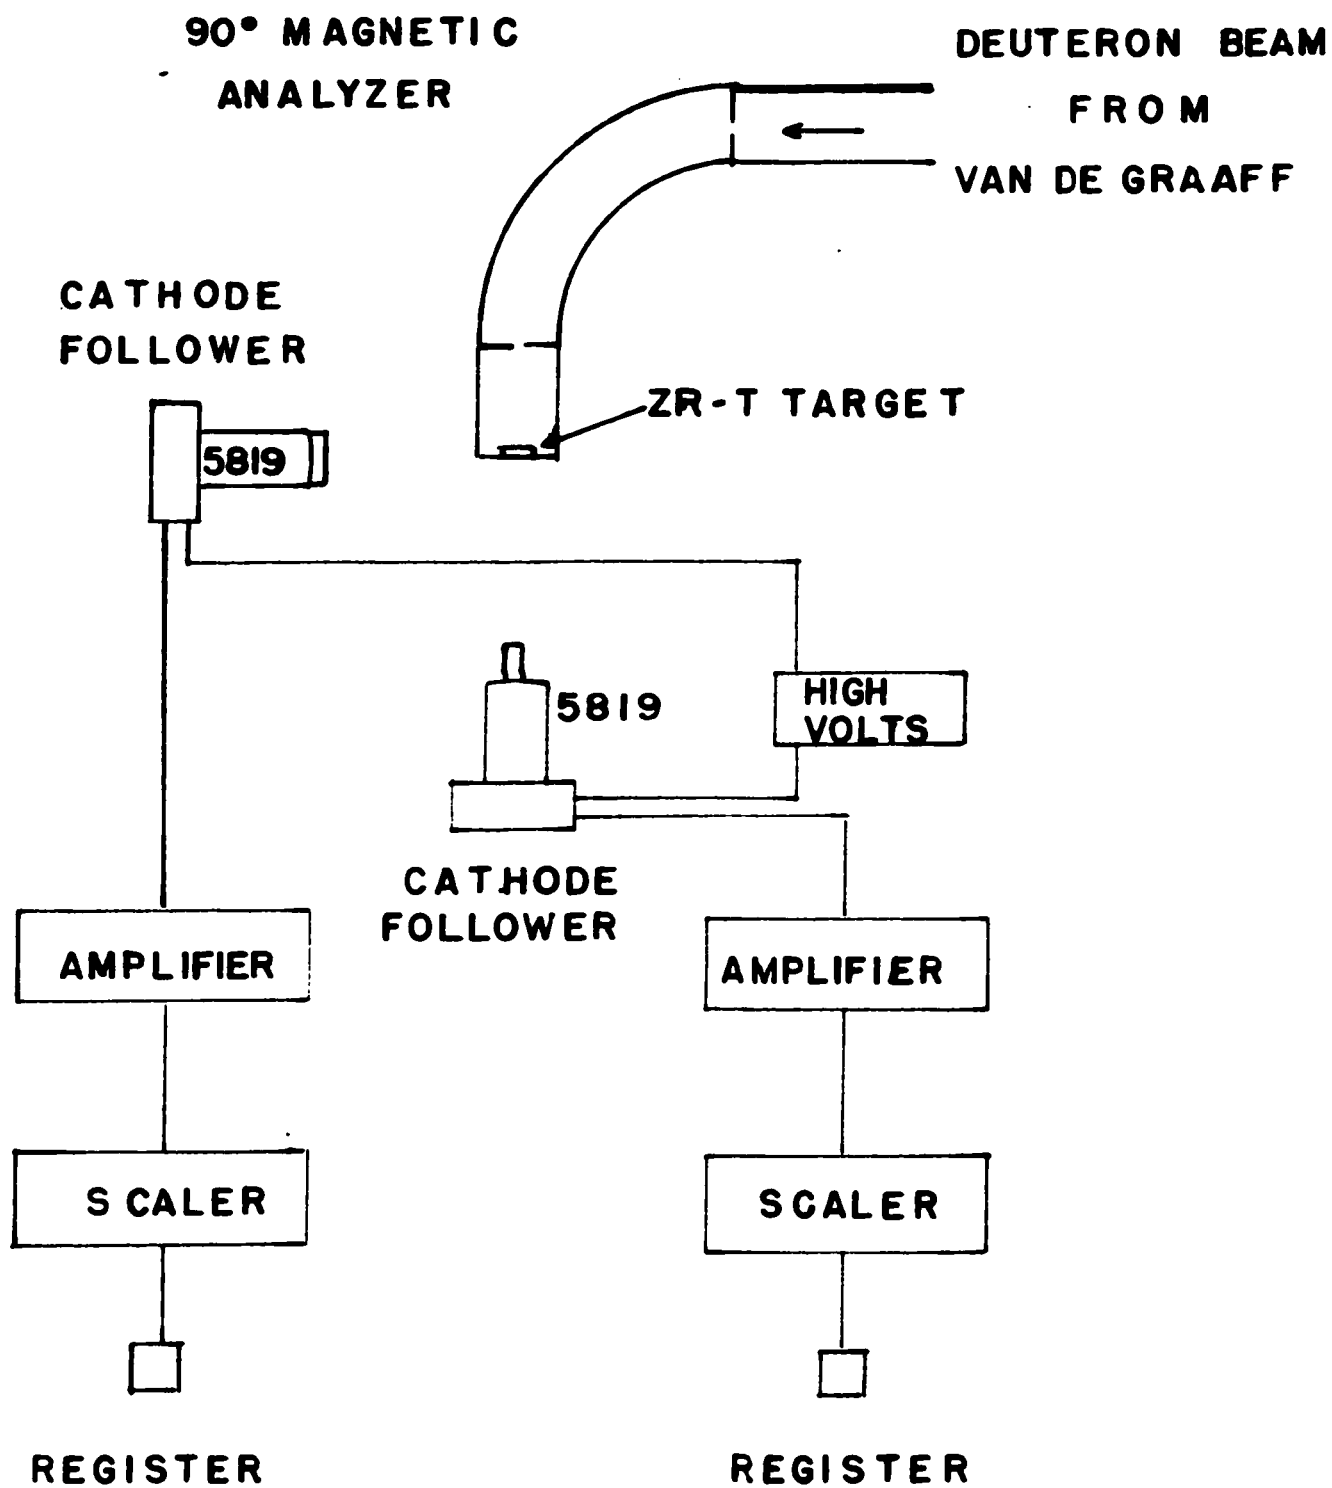 90° MAGNETIC
ANALYZER
DEUTERON BEAM
FROM
VAN DE GRAAFF
CATHODE
FOLLOWER
ZR-T TARGET
5819
5819
HIGH
VOLTS
CATHODE
FOLLOWER
AMPLIFIER
AMPLIFIER
SCALER
SCALER
REGISTER
REGISTER